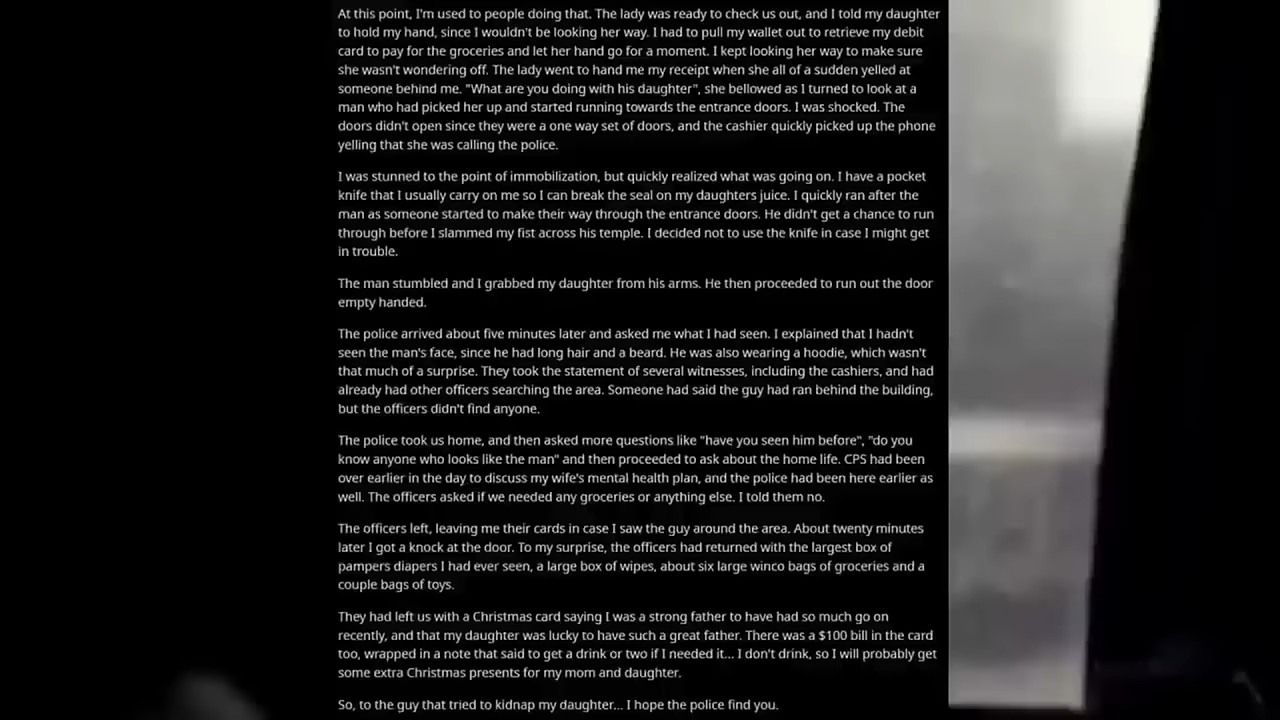 At this point, I'm used to people doing that. The lady was ready to check us out, and I told my daughter
to hold my hand, since I wouldn't be looking her way. I had to pull my wallet out to retrieve my debit
card to pay for the groceries and let her hand go for a moment. I kept looking her way to make sure
she wasn't wondering off. The lady went to hand me my receipt when she all of a sudden yelled at
someone behind me. "What are you doing with his daughter", she bellowed as I turned to look at a
man who had picked her up and started running towards the entrance doors. I was shocked. The
doors didn't open since they were a one way set of doors, and the cashier quickly picked up the phone
yelling that she was calling the police.
I was stunned to the point of immobilization, but quickly realized what was going on. I have a pocket
knife that I usually carry on me so I can break the seal on my daughters juice. I quickly ran after the
man as someone started to make their way through the entrance doors. He didn't get a chance to run
through before I slammed my fist across his temple. I decided not to use the knife in case I might get
in trouble.
The man stumbled and I grabbed my daughter from his arms. He then proceeded to run out the door
empty handed.
The police arrived about five minutes later and asked me what I had seen. I explained that I hadn't
seen the man's face, since he had long hair and a beard. He was also wearing a hoodie, which wasn't
that much of a surprise. They took the statement of several witnesses, including the cashiers, and had
already had other officers searching the area. Someone had said the guy had ran behind the building,
but the officers didn't find anyone.
The police took us home, and then asked more questions like "have you seen him before", "do you
know anyone who looks like the man" and then proceeded to ask about the home life. CPS had been
over earlier in the day to discuss my wife's mental health plan, and the police had been here earlier as
well. The officers asked if we needed any groceries or anything else. I told them no.
The officers left, leaving me their cards in case I saw the guy around the area. About twenty minutes
later I got a knock at the door. To my surprise, the officers had returned with the largest box of
pampers diapers I had ever seen, a large box of wipes, about six large winco bags of groceries and a
couple bags of toys.
They had left us with a Christmas card saying I was a strong father to have had so much go on
recently, and that my daughter was lucky to have such a great father. There was a $100 bill in the card
too, wrapped in a note that said to get a drink or two if I needed it... I don't drink, so I will probably get
some extra Christmas presents for my mom and daughter.
So, to the guy that tried to kidnap my daughter... I hope the police find you.